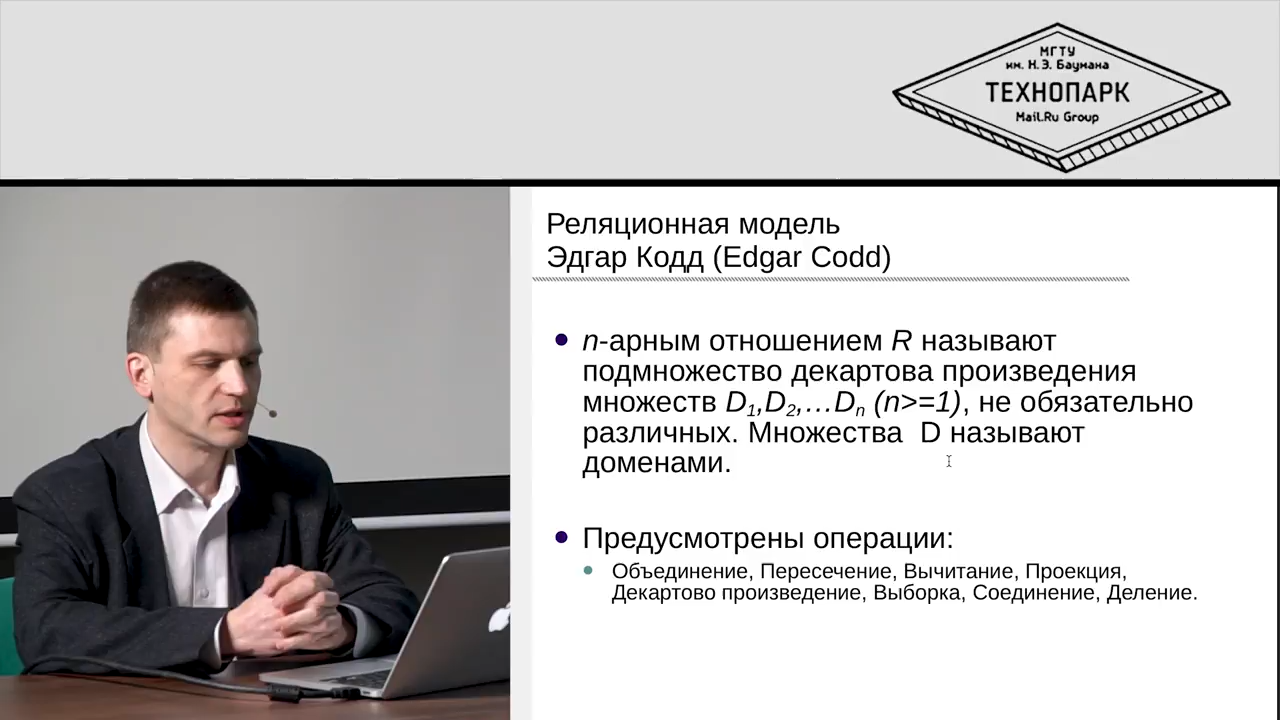 МГТУ
им. Н.Э. Баумана
ТЕХНОПАРК
Mail.Ru Group
Реляционная модель
Эдгар Кодд (Edgar Codd)
n-арным отношением R называют
подмножество декартова произведения
множеств D1,D2,…Dn (n>=1), не обязательно
различных. Множества D называют
доменами.
Предусмотрены операции:
Объединение, Пересечение, Вычитание, Проекция,
Декартово произведение, Выборка, Соединение, Деление.